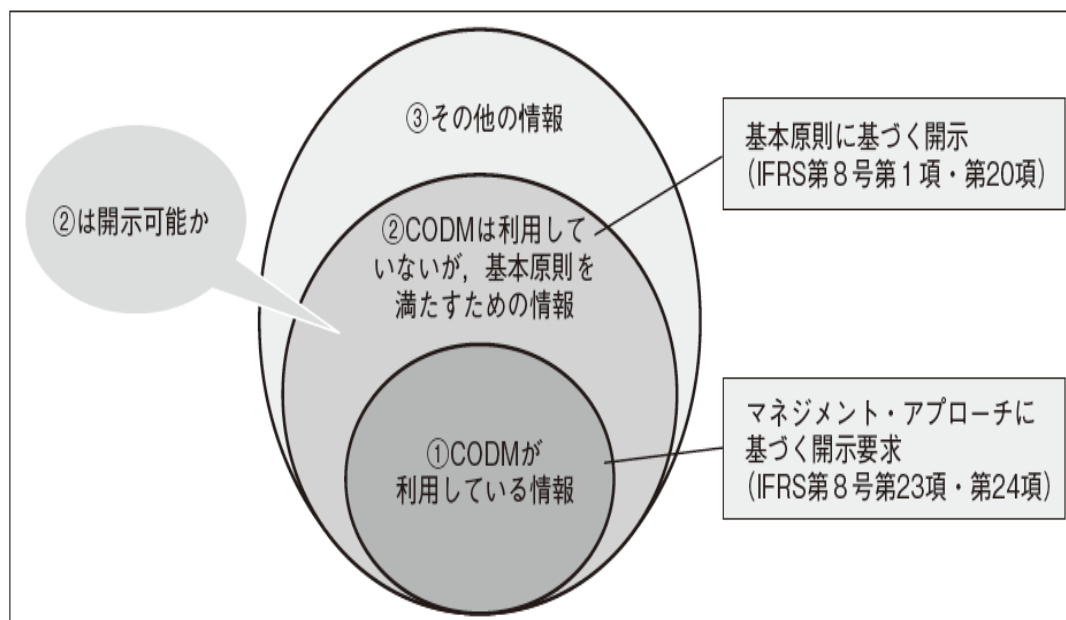 ③その他の情報
②は開示可能か
②CODMは利用して
いないが，基本原則を
満たすための情報
①CODMが
利用している情報
基本原則に基づく開示
(IFRS第８号第１項・第20項)
マネジメント・アプローチに
基づく開示要求
(IFRS第８号第23項・第24項)